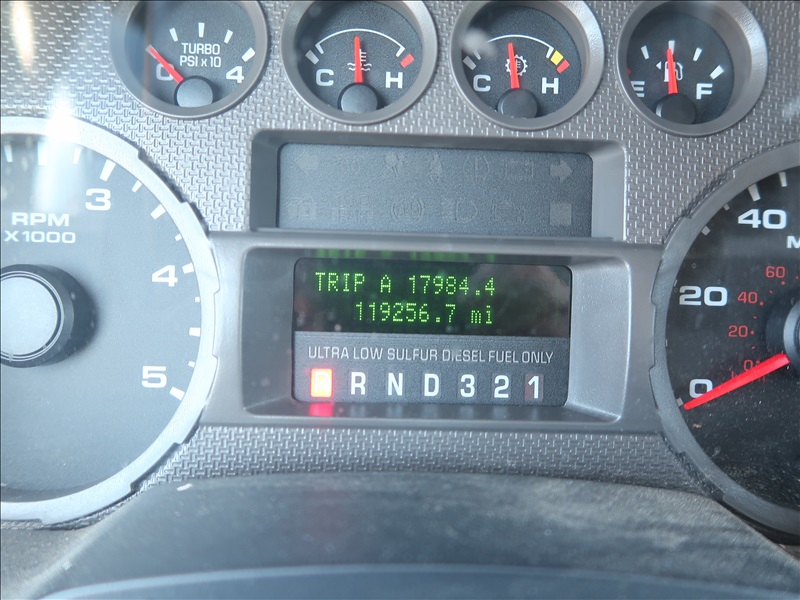 TURBO
PSI x 10
0 4
C H
C H
E F
RPM
X1000
3
4
5
TRIP A 17984.4
119256.7 mi
ULTRA LOW SULFUR DIESEL FUEL ONLY
P R N D 3 2 1
40
60
20
40
20
0